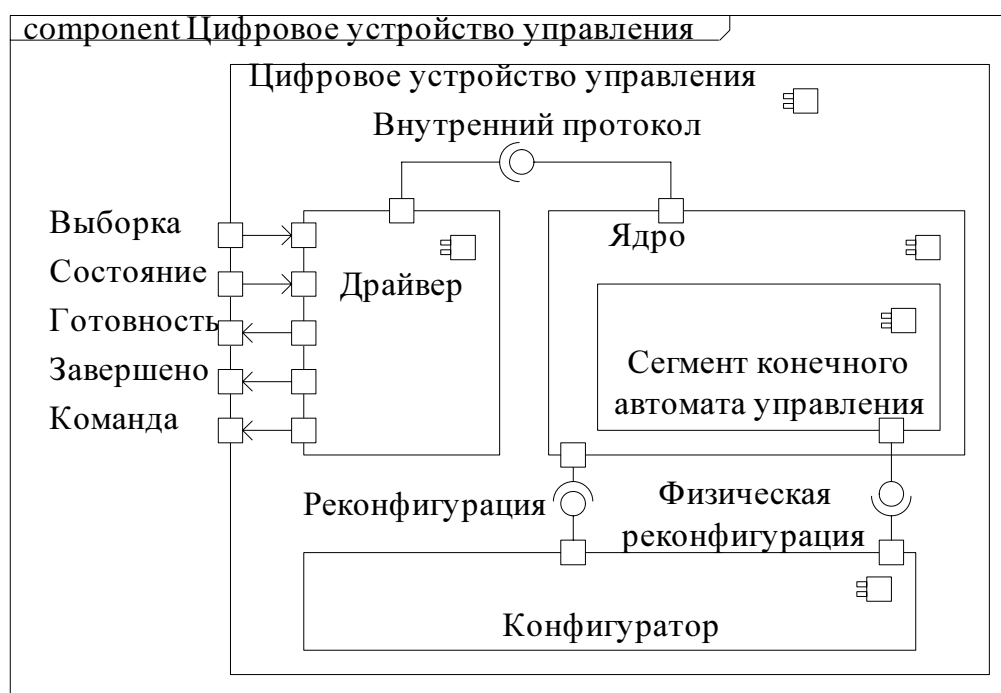 component Цифровое устройство управления
Цифровое устройство управления
Внутренний протокол
Выборка
Состояние
Готовность
Завершено
Команда
Драйвер
Ядро
Сегмент конечного
автомата управления
Реконфигурация
Физическая
реконфигурация
Конфигуратор